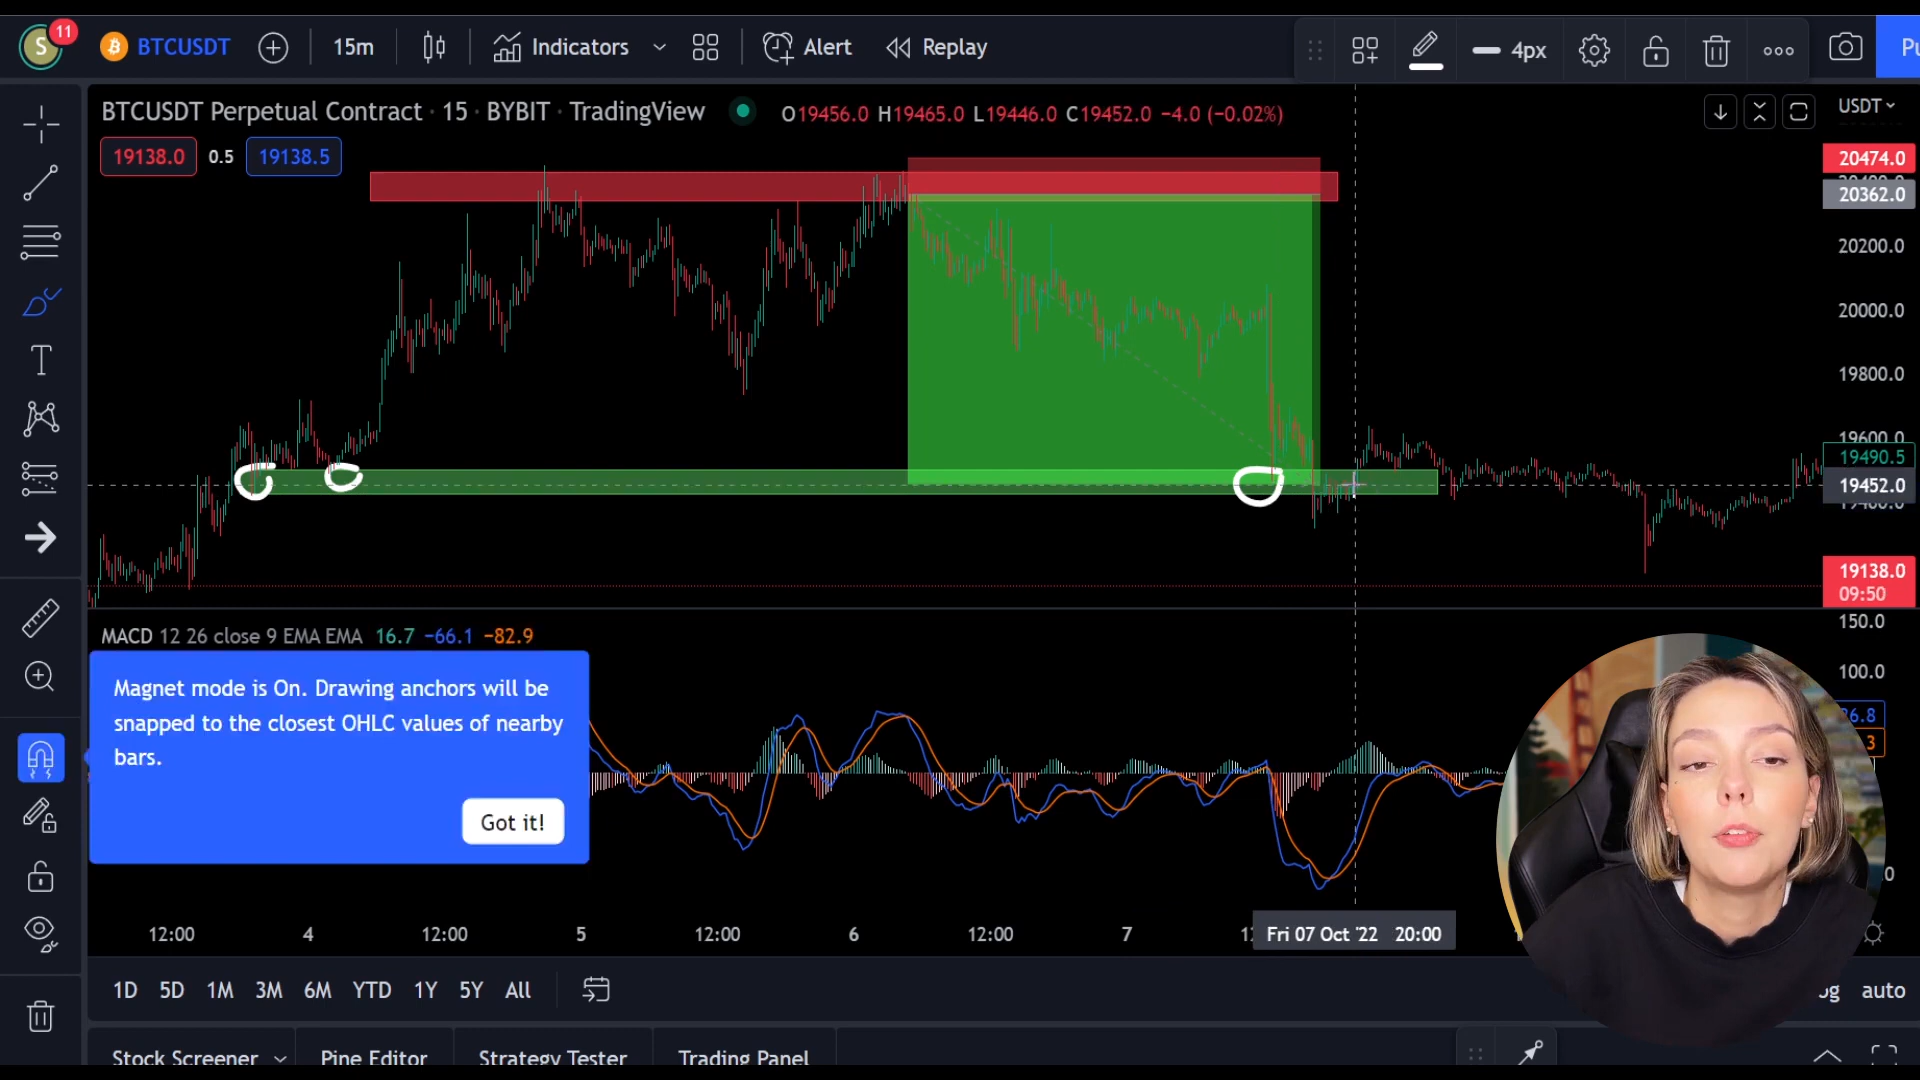 S 11 BTCUSDT 15m Indicators Alert Replay 4px Pu
BTCUSDT Perpetual Contract · 15 · BYBIT · TradingView O19456.0 H19465.0 L19446.0 C19452.0 −4.0 (−0.02%) USDT
19138.0 0.5 19138.5
20474.0
20362.0
20200.0
20000.0
19800.0
19600.0
19490.5
19452.0
19138.0
09:50
MACD 12 26 close 9 EMA EMA 16.7 −66.1 −82.9
150.0
100.0
Magnet mode is On. Drawing anchors will be
snapped to the closest OHLC values of nearby
bars.
Got it!
12:00 4 12:00 5 12:00 6 12:00 7 Fri 07 Oct '22 20:00
1D 5D 1M 3M 6M YTD 1Y 5Y All auto
Stock Screener Pine Editor Strategy Tester Trading Panel
T